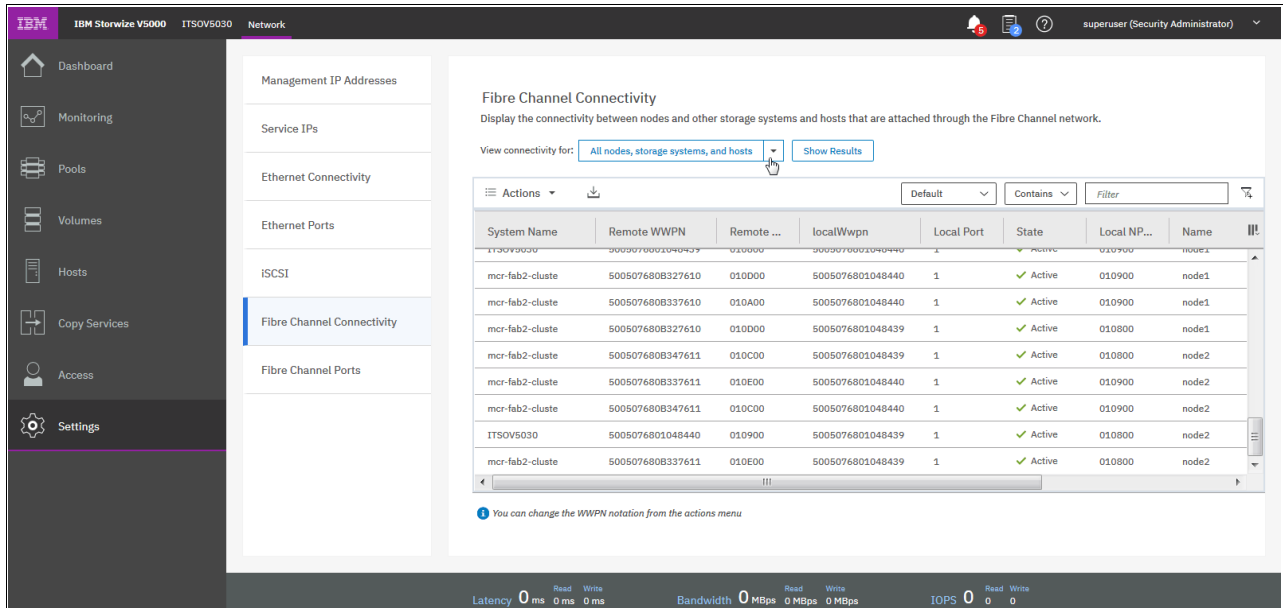 IBM IBM Storwize V5000 ITSOV5030 Network 5 2 superuser (Security Administrator)
Dashboard
Monitoring
Pools
Volumes
Hosts
Copy Services
Access
Settings
Management IP Addresses
Service IPs
Ethernet Connectivity
Ethernet Ports
iSCSI
Fibre Channel Connectivity
Fibre Channel Ports
Fibre Channel Connectivity
Display the connectivity between nodes and other storage systems and hosts that are attached through the Fibre Channel network.
View connectivity for: All nodes, storage systems, and hosts Show Results
Actions Default Contains Filter
System Name Remote WWPN Remote ... localWwpn Local Port State Local NP... Name
ITSOV5030 5005076801048439 010800 5005076801048440 1 Active 010900 node1
mcr-fab2-cluste 500507680B327610 010D00 5005076801048440 1 Active 010900 node1
mcr-fab2-cluste 500507680B337610 010A00 5005076801048440 1 Active 010900 node1
mcr-fab2-cluste 500507680B327610 010D00 5005076801048439 1 Active 010800 node1
mcr-fab2-cluste 500507680B347611 010C00 5005076801048439 1 Active 010800 node2
mcr-fab2-cluste 500507680B337611 010E00 5005076801048440 1 Active 010900 node2
mcr-fab2-cluste 500507680B347611 010C00 5005076801048440 1 Active 010900 node2
ITSOV5030 5005076801048440 010900 5005076801048439 1 Active 010800 node2
mcr-fab2-cluste 500507680B337611 010E00 5005076801048439 1 Active 010800 node2
You can change the WWPN notation from the actions menu
Read Write Read Write Read Write
Latency 0 ms 0 ms 0 ms Bandwidth 0 MBps 0 MBps 0 MBps IOPS 0 0 0